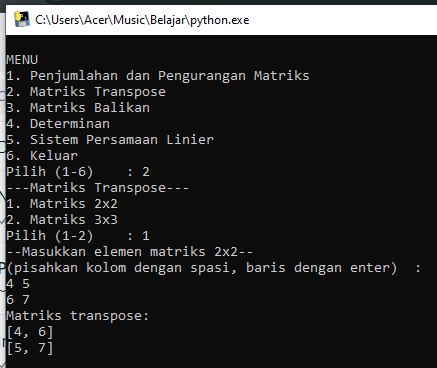 C:\Users\Acer\Music\Belajar\python.exe
MENU
1. Penjumlahan dan Pengurangan Matriks
2. Matriks Transpose
3. Matriks Balikan
4. Determinan
5. Sistem Persamaan Linier
6. Keluar
Pilih (1-6)    : 2
---Matriks Transpose---
1. Matriks 2x2
2. Matriks 3x3
Pilih (1-2)    : 1
--Masukkan elemen matriks 2x2--
(pisahkan kolom dengan spasi, baris dengan enter)  :
4 5
6 7
Matriks transpose:
[4, 6]
[5, 7]